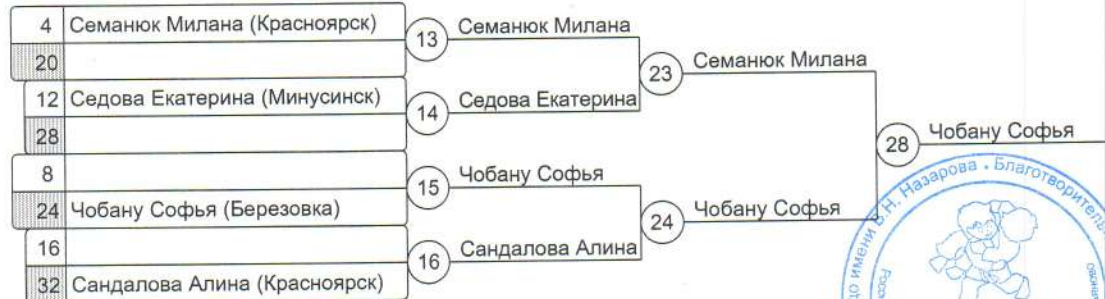 4 Семанюк Милана (Красноярск)
20
12 Седова Екатерина (Минусинск)
28
8
24 Чобану Софья (Березовка)
16
32 Сандалова Алина (Красноярск)
13 Семанюк Милана
14 Седова Екатерина
15 Чобану Софья
16 Сандалова Алина
23 Семанюк Милана
24 Чобану Софья
28 Чобану Софья
имени В.Н. Назарова • Благотворитель